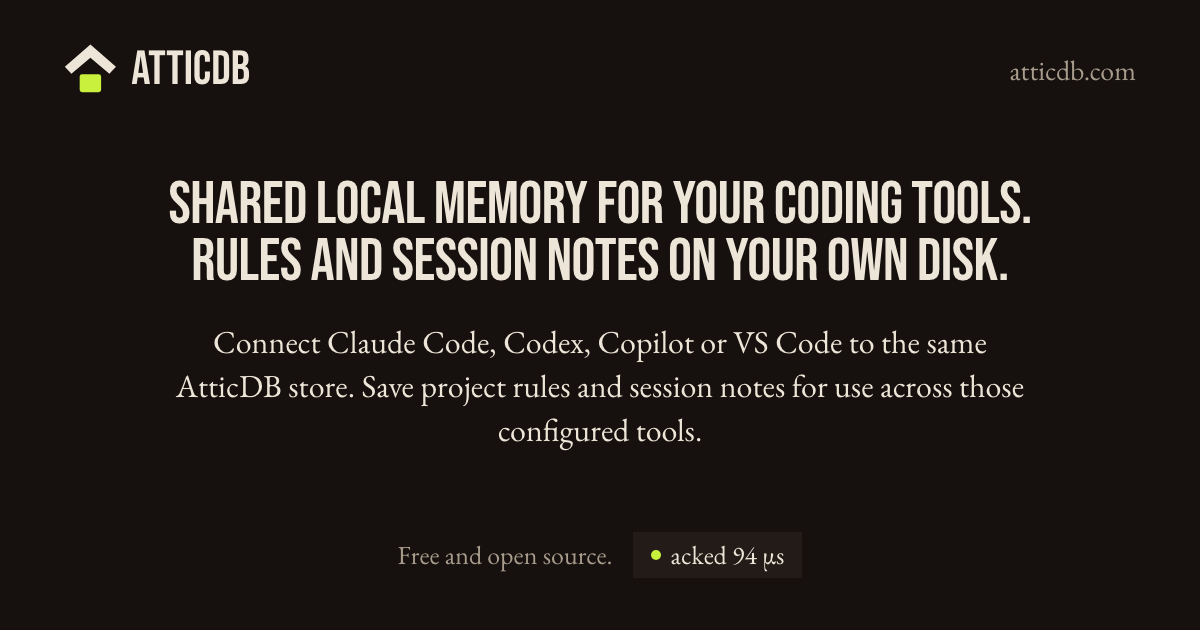 ATTICDB
atticdb.com
SHARED LOCAL MEMORY FOR YOUR CODING TOOLS.
RULES AND SESSION NOTES ON YOUR OWN DISK.
Connect Claude Code, Codex, Copilot or VS Code to the same
AtticDB store. Save project rules and session notes for use across those
configured tools.
Free and open source.
acked 94 µs